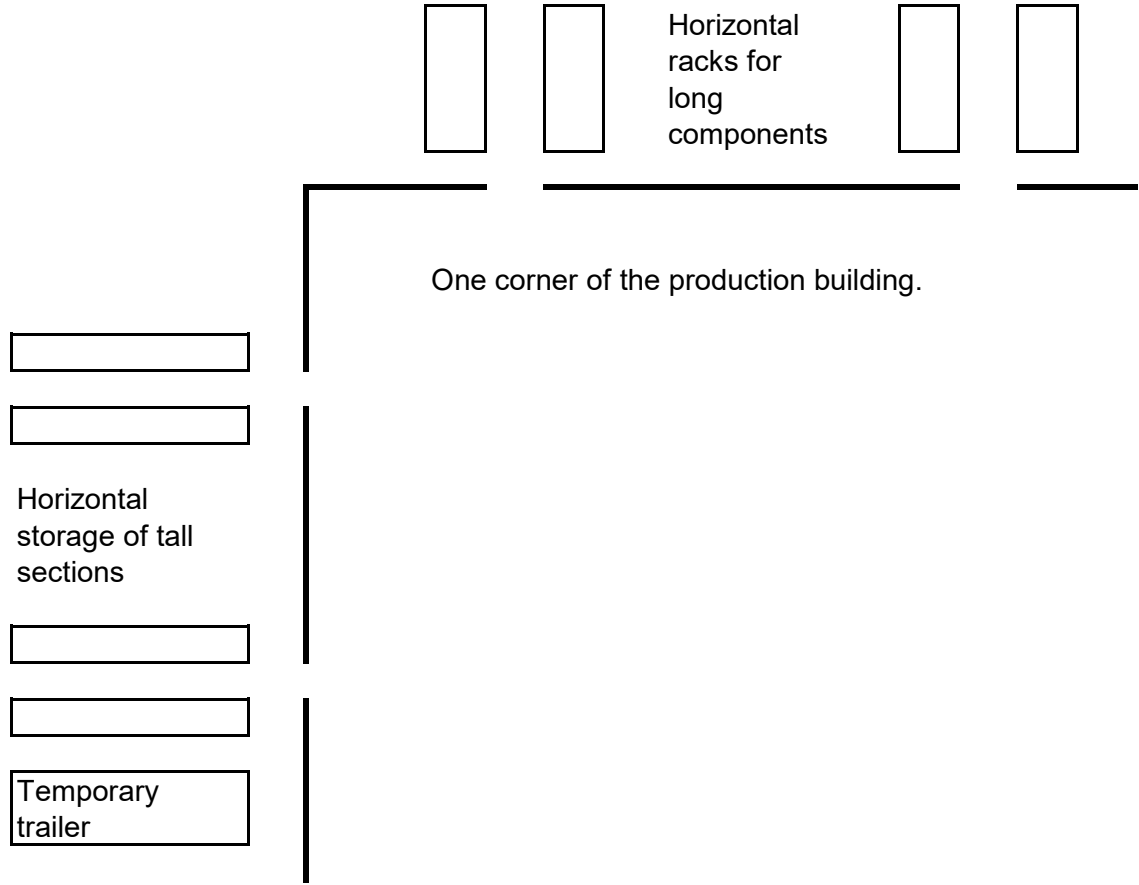 Horizontal
racks for
long
components
One corner of the production building.
Horizontal
storage of tall
sections
Temporary
trailer